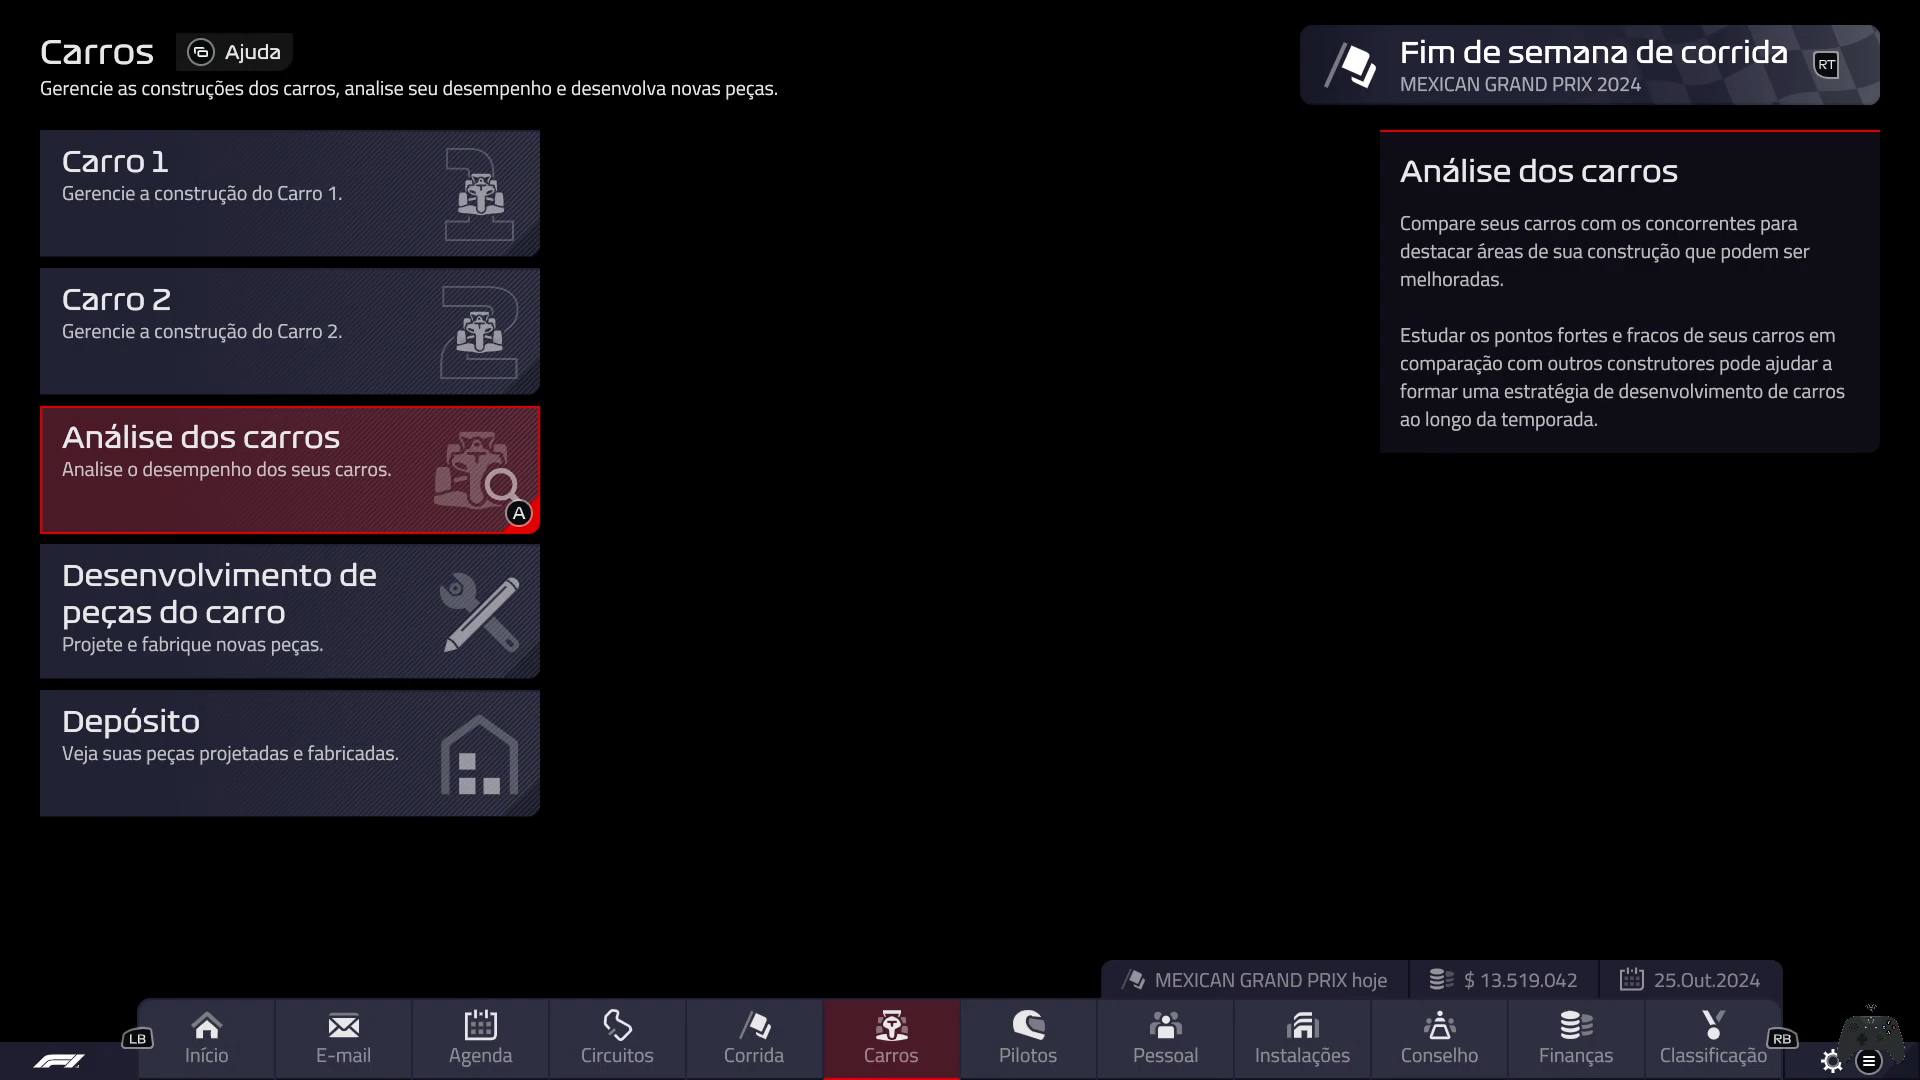 Carros
Ajuda
Gerencie as construções dos carros, analise seu desempenho e desenvolva novas peças.
Fim de semana de corrida
RT
MEXICAN GRAND PRIX 2024
Carro 1
Gerencie a construção do Carro 1.
1
Carro 2
Gerencie a construção do Carro 2.
2
Análise dos carros
Analise o desempenho dos seus carros.
A
Desenvolvimento de
peças do carro
Projete e fabrique novas peças.
Depósito
Veja suas peças projetadas e fabricadas.
Análise dos carros
Compare seus carros com os concorrentes para
destacar áreas de sua construção que podem ser
melhoradas.
Estudar os pontos fortes e fracos de seus carros em
comparação com outros construtores pode ajudar a
formar uma estratégia de desenvolvimento de carros
ao longo da temporada.
MEXICAN GRAND PRIX hoje
$ 13.519.042
25.Out.2024
F1
LB
Início
E-mail
Agenda
Circuitos
Corrida
Carros
Pilotos
Pessoal
Instalações
Conselho
Finanças
Classificação
RB